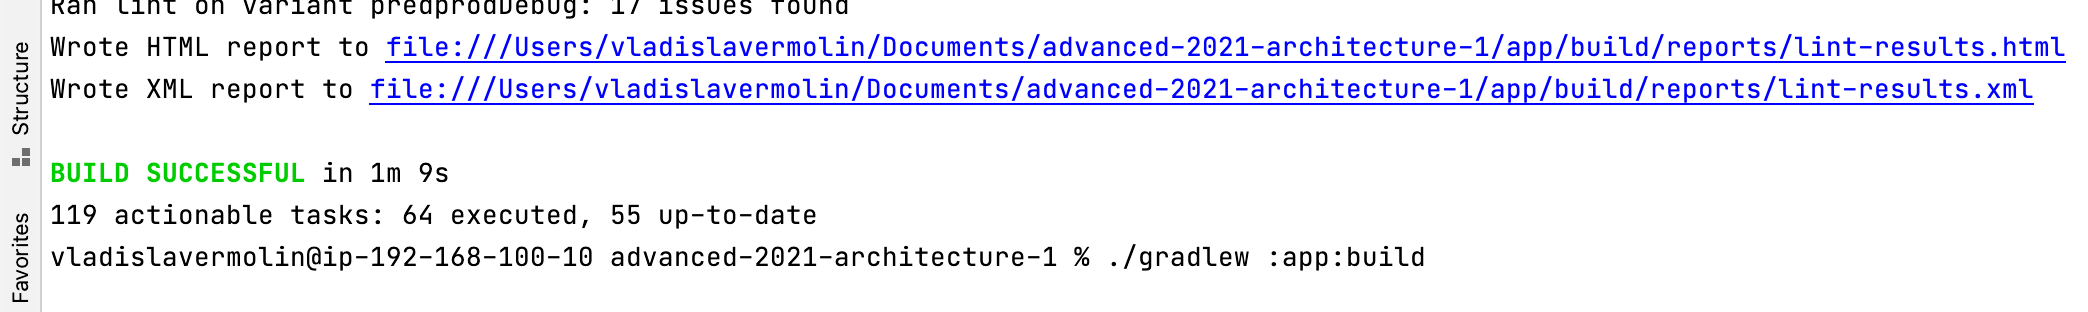 Ran lint on variant predprodDebug: 17 issues found
Wrote HTML report to file:///Users/vladislavermolin/Documents/advanced-2021-architecture-1/app/build/reports/lint-results.html
Wrote XML report to file:///Users/vladislavermolin/Documents/advanced-2021-architecture-1/app/build/reports/lint-results.xml
BUILD SUCCESSFUL in 1m 9s
119 actionable tasks: 64 executed, 55 up-to-date
vladislavermolin@ip-192-168-100-10 advanced-2021-architecture-1 % ./gradlew :app:build
Structure
Favorites